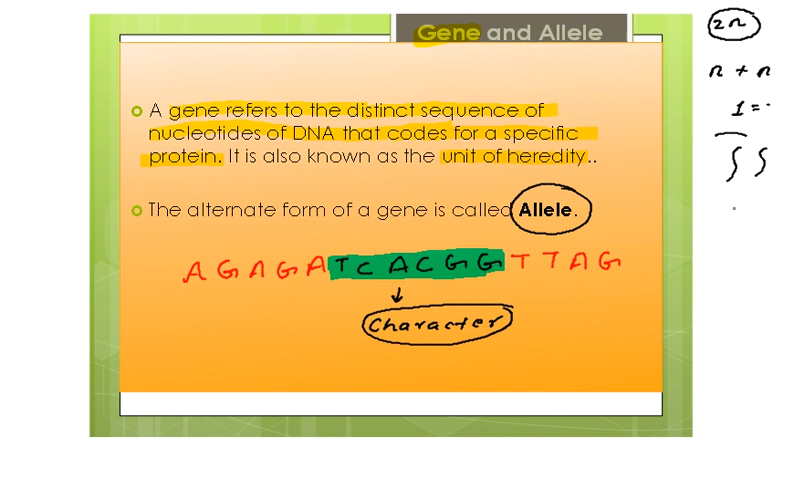 Gene and Allele
A gene refers to the distinct sequence of
nucleotides of DNA that codes for a specific
protein. It is also known as the unit of heredity..
The alternate form of a gene is called Allele.
A G A G A T C A C G G T T A G
Character
2n
n + n